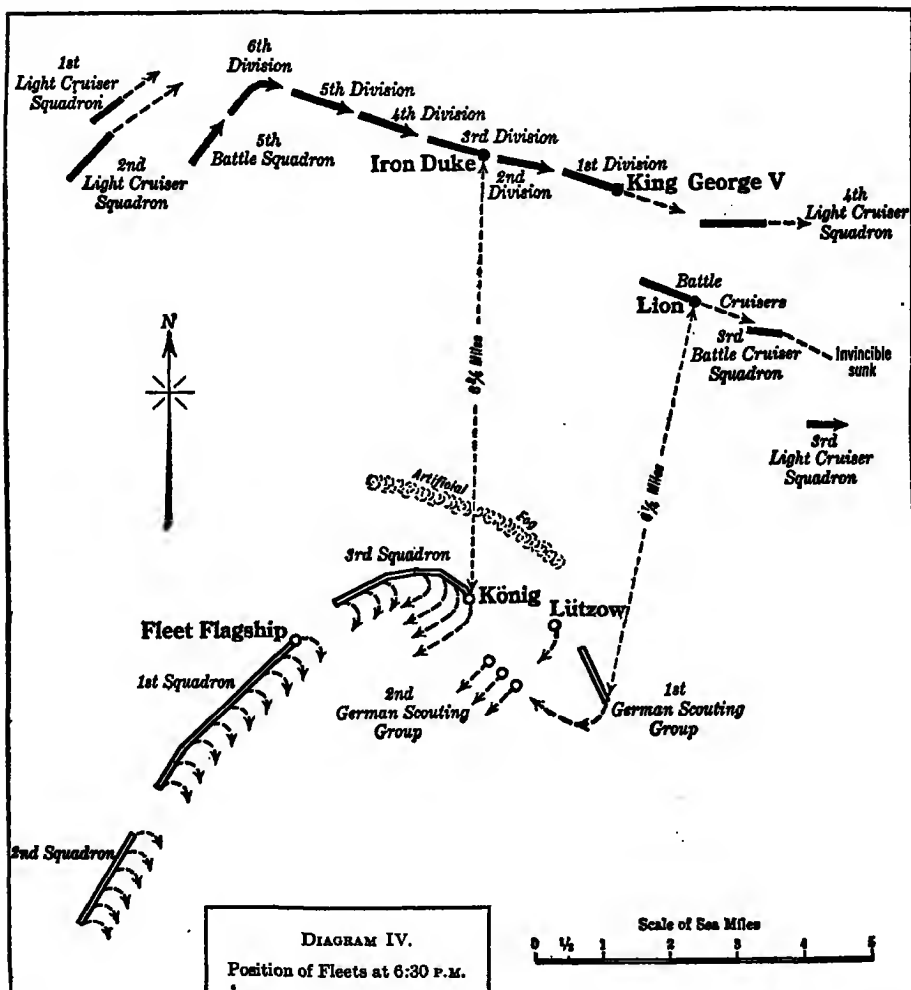 1st
Light Cruiser
Squadron
2nd
Light Cruiser
Squadron
6th
Division
5th
Battle Squadron
5th Division
4th Division
3rd Division
Iron Duke
2nd
Division
1st Division
King George V
4th
Light Cruiser
Squadron
Battle
Cruisers
Lion
3rd
Battle Cruiser
Squadron
Invincible
sunk
3rd
Light Cruiser
Squadron
N
Miles
Miles
Artificial
Fog
3rd Squadron
König
Lützow
Fleet Flagship
1st Squadron
2nd
German Scouting
Group
1st
German Scouting
Group
2nd Squadron
DIAGRAM IV.
Position of Fleets at 6:30 P.M.
Scale of Sea Miles
0 ½ 1 2 3 4 5